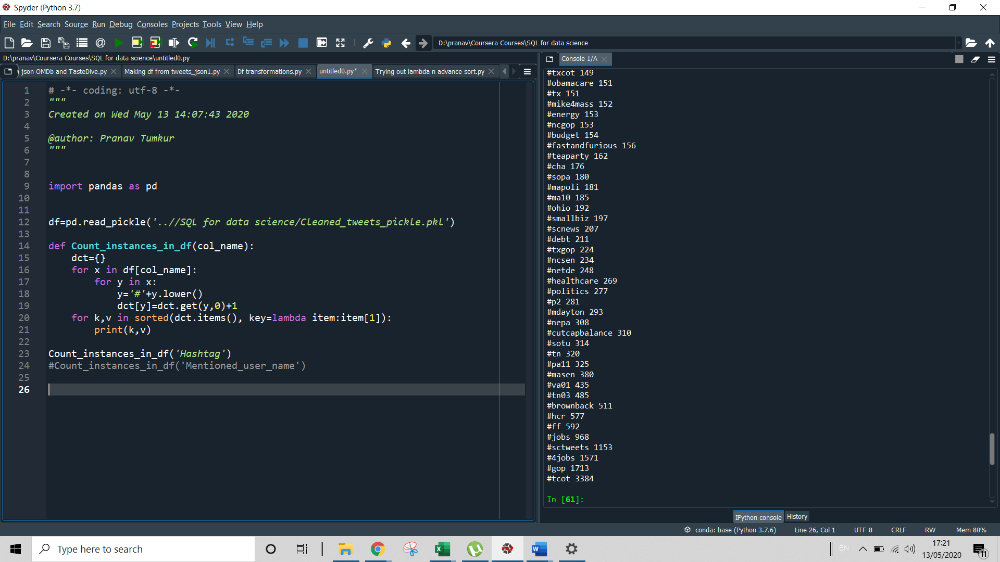 Spyder (Python 3.7)
File Edit Search Source Run Debug Consoles Projects Tools View Help
D:\pranav\Coursera Courses\SQL for data science
D:\pranav\Coursera Courses\SQL for data science\untitled0.py
json OMDb and TasteDive.py Making df from tweets_json1.py Df transformations.py untitled0.py* Trying out lambda n advance sort.py
1 # -*- coding: utf-8 -*-
2 """
3 Created on Wed May 13 14:07:43 2020
4
5 @author: Pranav Tumkur
6 """
7
8
9 import pandas as pd
10
11
12 df=pd.read_pickle('..//SQL for data science/Cleaned_tweets_pickle.pkl')
13
14 def Count_instances_in_df(col_name):
15     dct={}
16     for x in df[col_name]:
17         for y in x:
18             y='#'+y.lower()
19             dct[y]=dct.get(y,0)+1
20     for k,v in sorted(dct.items(), key=lambda item:item[1]):
21         print(k,v)
22
23 Count_instances_in_df('Hashtag')
24 #Count_instances_in_df('Mentioned_user_name')
25
26
Console 1/A
#txcot 149
#obamacare 151
#tx 151
#mike4mass 152
#energy 153
#ncgop 153
#budget 154
#fastandfurious 156
#teaparty 162
#cha 176
#sopa 180
#mapoli 181
#ma10 185
#ohio 192
#smallbiz 197
#scnews 207
#debt 211
#txgop 224
#ncsen 234
#netde 248
#healthcare 269
#politics 277
#p2 281
#mdayton 293
#nepa 308
#cutcapbalance 310
#sotu 314
#tn 320
#pa11 325
#masen 380
#va01 435
#tn03 485
#brownback 511
#hcr 577
#ff 592
#jobs 968
#sctweets 1153
#4jobs 1571
#gop 1713
#tcot 3384
In [61]:
IPython console History
conda: base (Python 3.7.6) Line 26, Col 1 UTF-8 CRLF RW Mem 80%
Type here to search
EN
17:21
13/05/2020
11